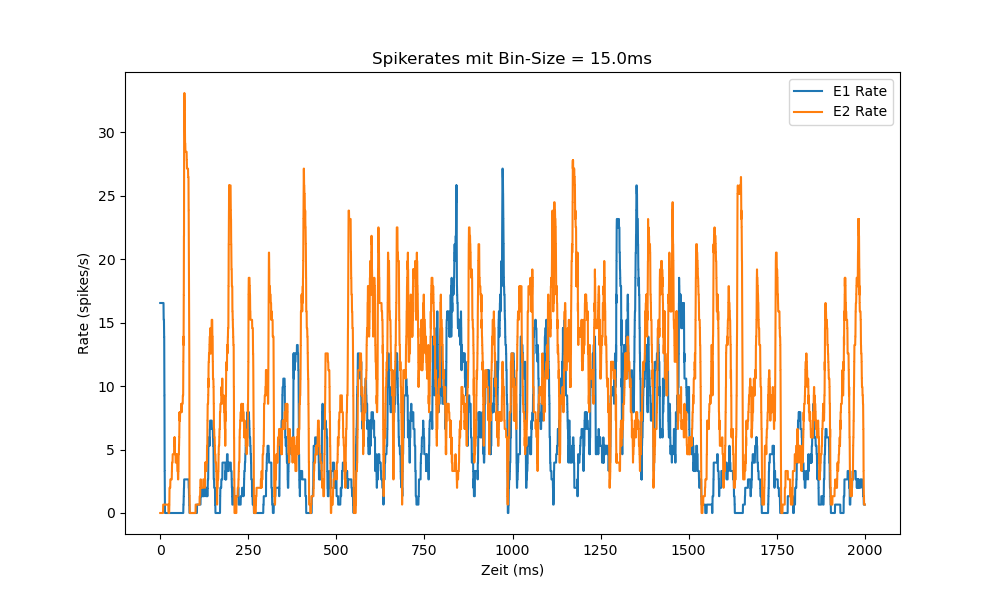 Spikerates mit Bin-Size = 15.0ms
E1 Rate
E2 Rate
Rate (spikes/s)
30
25
20
15
10
5
0
0 250 500 750 1000 1250 1500 1750 2000
Zeit (ms)